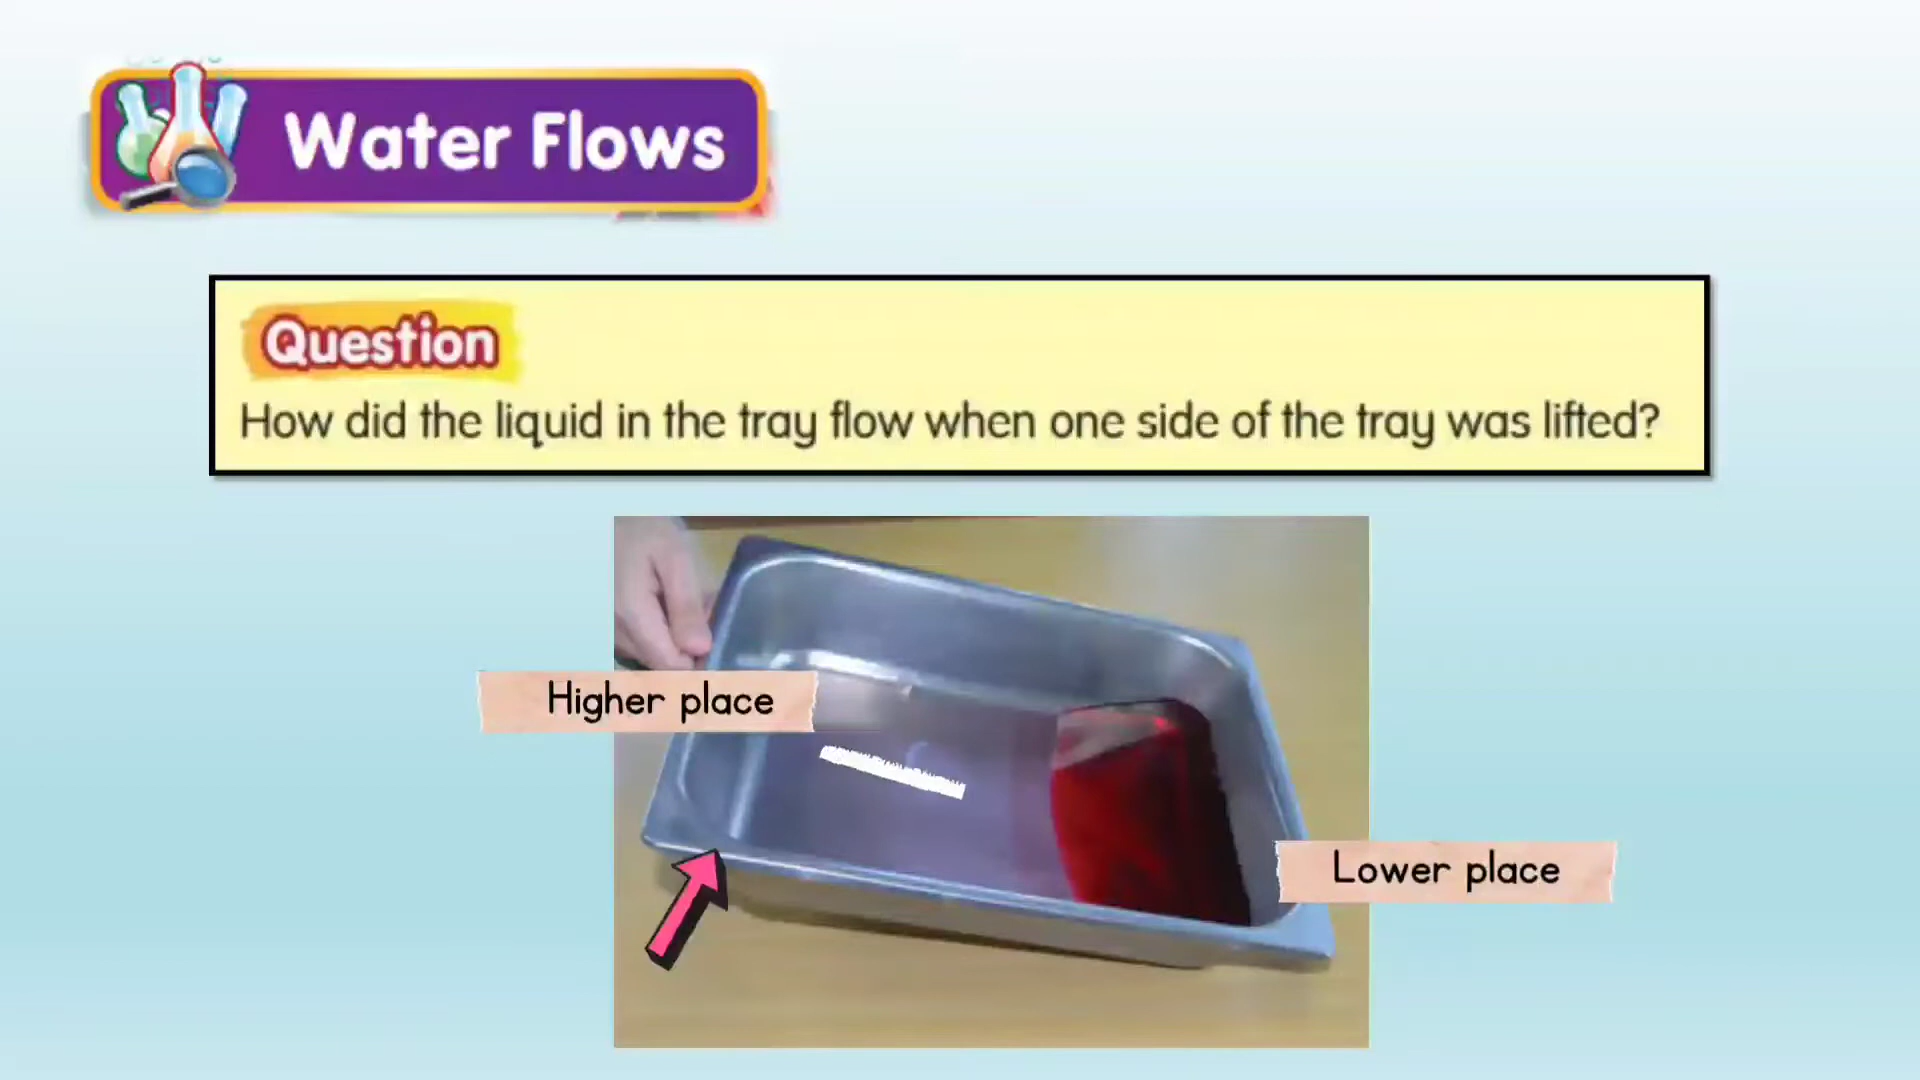 Water Flows
Question
How did the liquid in the tray flow when one side of the tray was lifted?
Higher place
Lower place